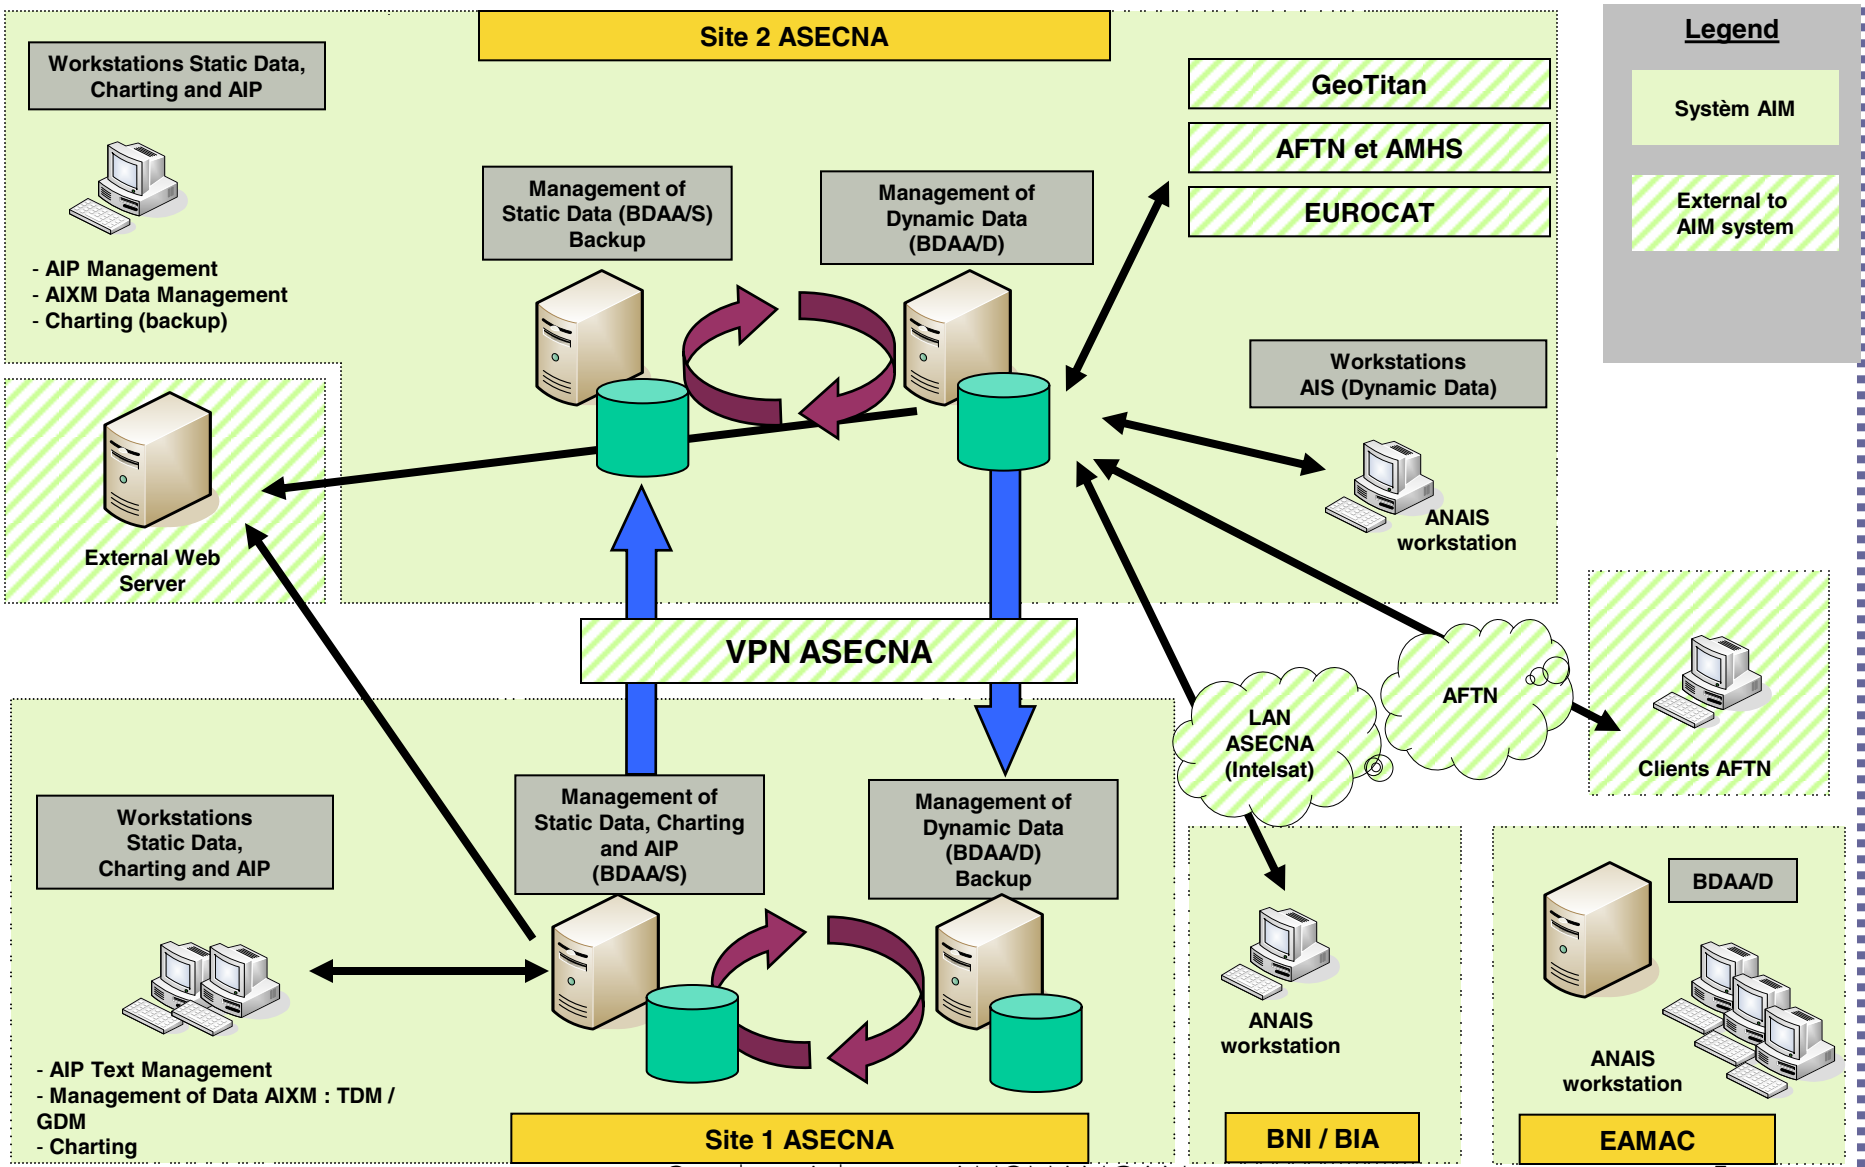 Site 2 ASECNA
Workstations Static Data,
Charting and AIP
- AIP Management
- AIXM Data Management
- Charting (backup)
Management of
Static Data (BDAA/S)
Backup
Management of
Dynamic Data
(BDAA/D)
GeoTitan
AFTN et AMHS
EUROCAT
Legend
Systèm AIM
External to
AIM system
Workstations
AIS (Dynamic Data)
ANAIS
workstation
External Web
Server
VPN ASECNA
LAN
ASECNA
(Intelsat)
AFTN
Clients AFTN
Workstations
Static Data,
Charting and AIP
Management of
Static Data, Charting
and AIP
(BDAA/S)
Management of
Dynamic Data
(BDAA/D)
Backup
- AIP Text Management
- Management of Data AIXM : TDM /
GDM
- Charting
Site 1 ASECNA
ANAIS
workstation
BNI / BIA
BDAA/D
ANAIS
workstation
EAMAC